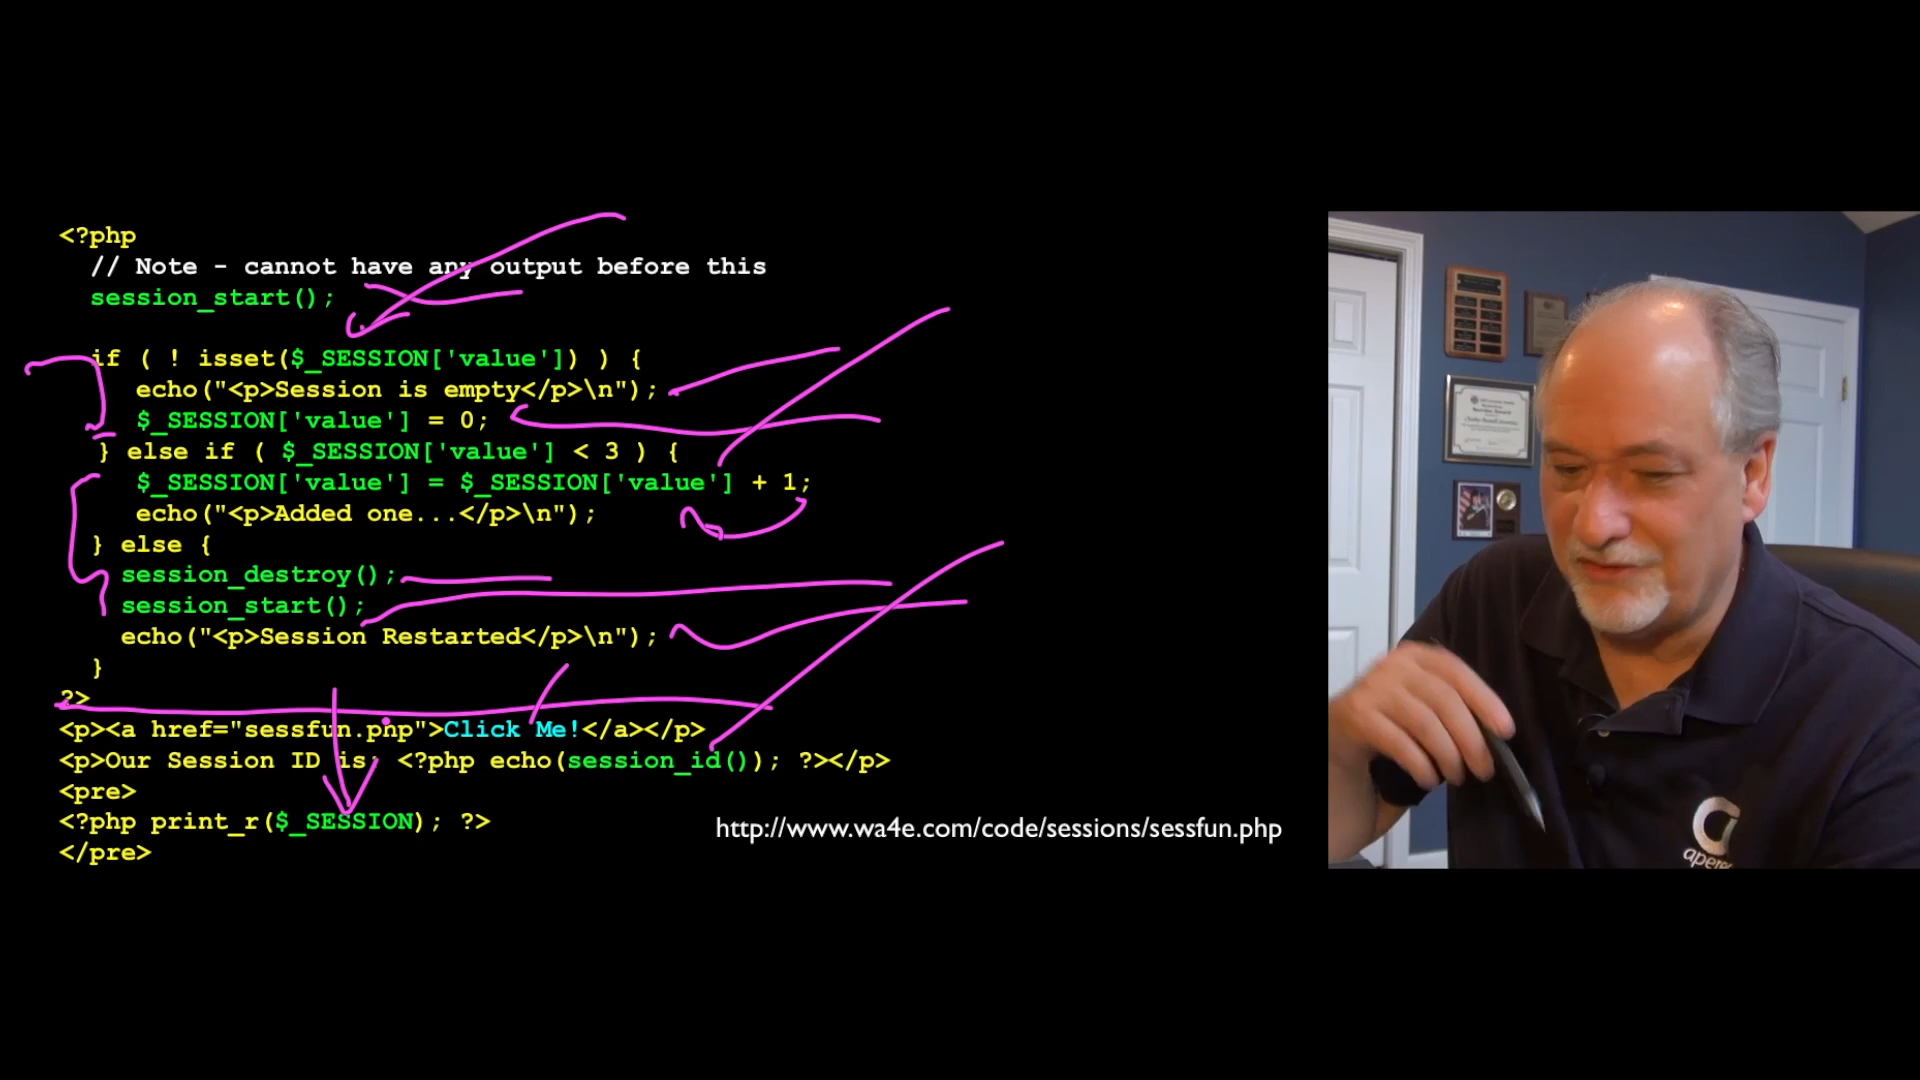 <?php
// Note - cannot have any output before this
session_start();
if ( ! isset($_SESSION['value']) ) {
echo("<p>Session is empty</p>\n");
$_SESSION['value'] = 0;
} else if ( $_SESSION['value'] < 3 ) {
$_SESSION['value'] = $_SESSION['value'] + 1;
echo("<p>Added one...</p>\n");
} else {
session_destroy();
session_start();
echo("<p>Session Restarted</p>\n");
}
?>
<p><a href="sessfun.php">Click Me!</a></p>
<p>Our Session ID is: <?php echo(session_id()); ?></p>
<pre>
<?php print_r($_SESSION); ?>
</pre>
http://www.wa4e.com/code/sessions/sessfun.php